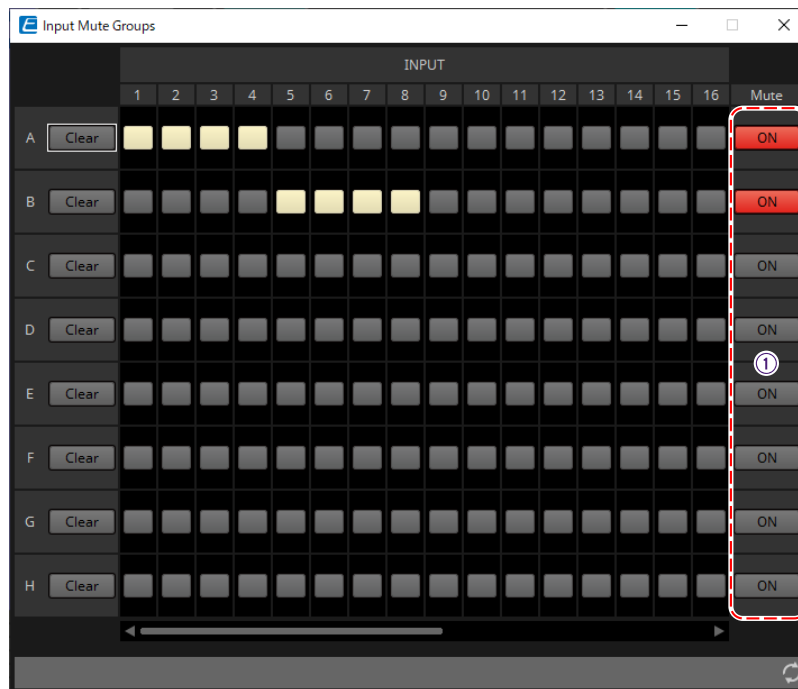 Input Mute Groups
INPUT
1 2 3 4 5 6 7 8 9 10 11 12 13 14 15 16 Mute
A Clear ON
B Clear ON
C Clear ON
D Clear ON
①
E Clear ON
F Clear ON
G Clear ON
H Clear ON